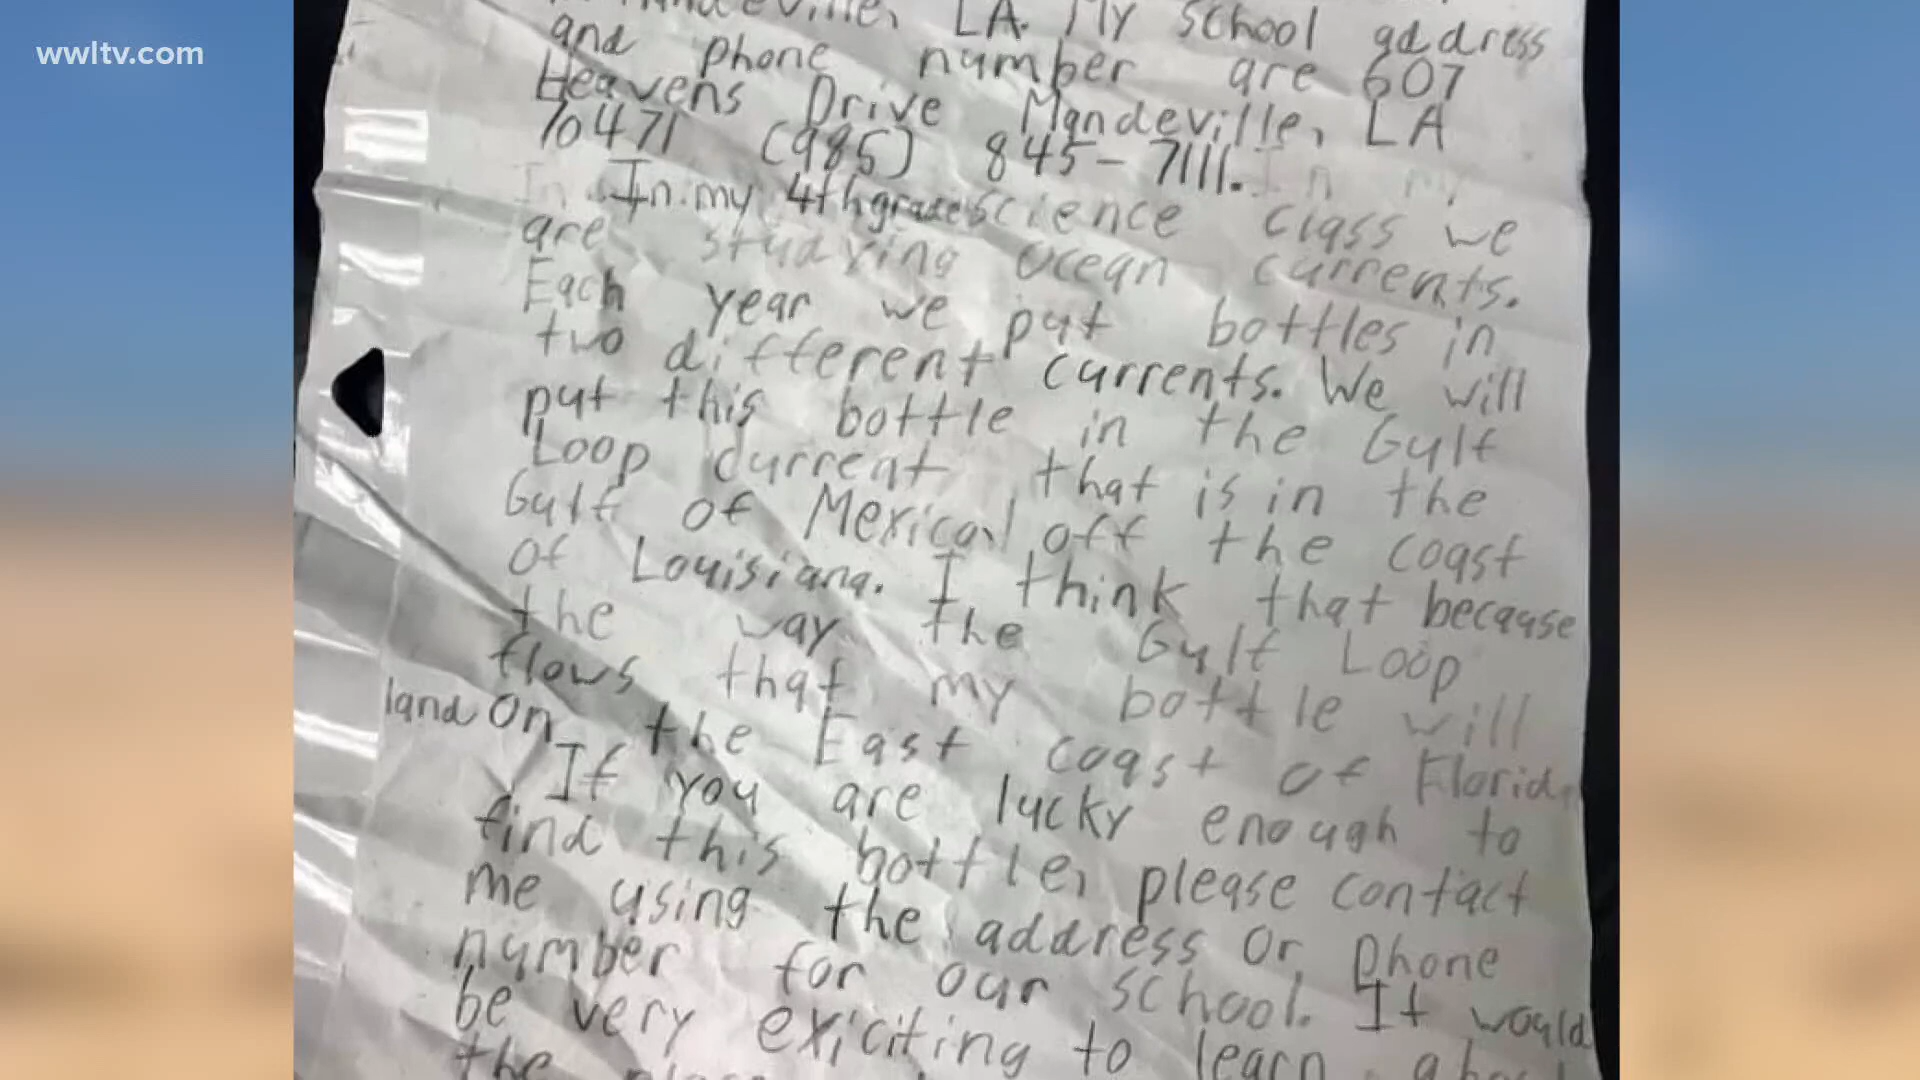 wwltv.com
Mandeville, LA. My school address
and phone number are 607
Heavens Drive Mandeville, LA
70471 (985) 845-7111.
In my 4th grade science class we
are studying ocean currents.
Each year we put bottles in
two different currents. We will
put this bottle in the Gulf
Loop current that is in the
Gulf of Mexico, off the coast
of Louisiana. I think that because
the way the Gulf Loop
flows that my bottle will
land on the East coast of Florida
If you are lucky enough to
find this bottle, please contact
me using the address or phone
number for our school. It would
be very exiciting to learn about
the place